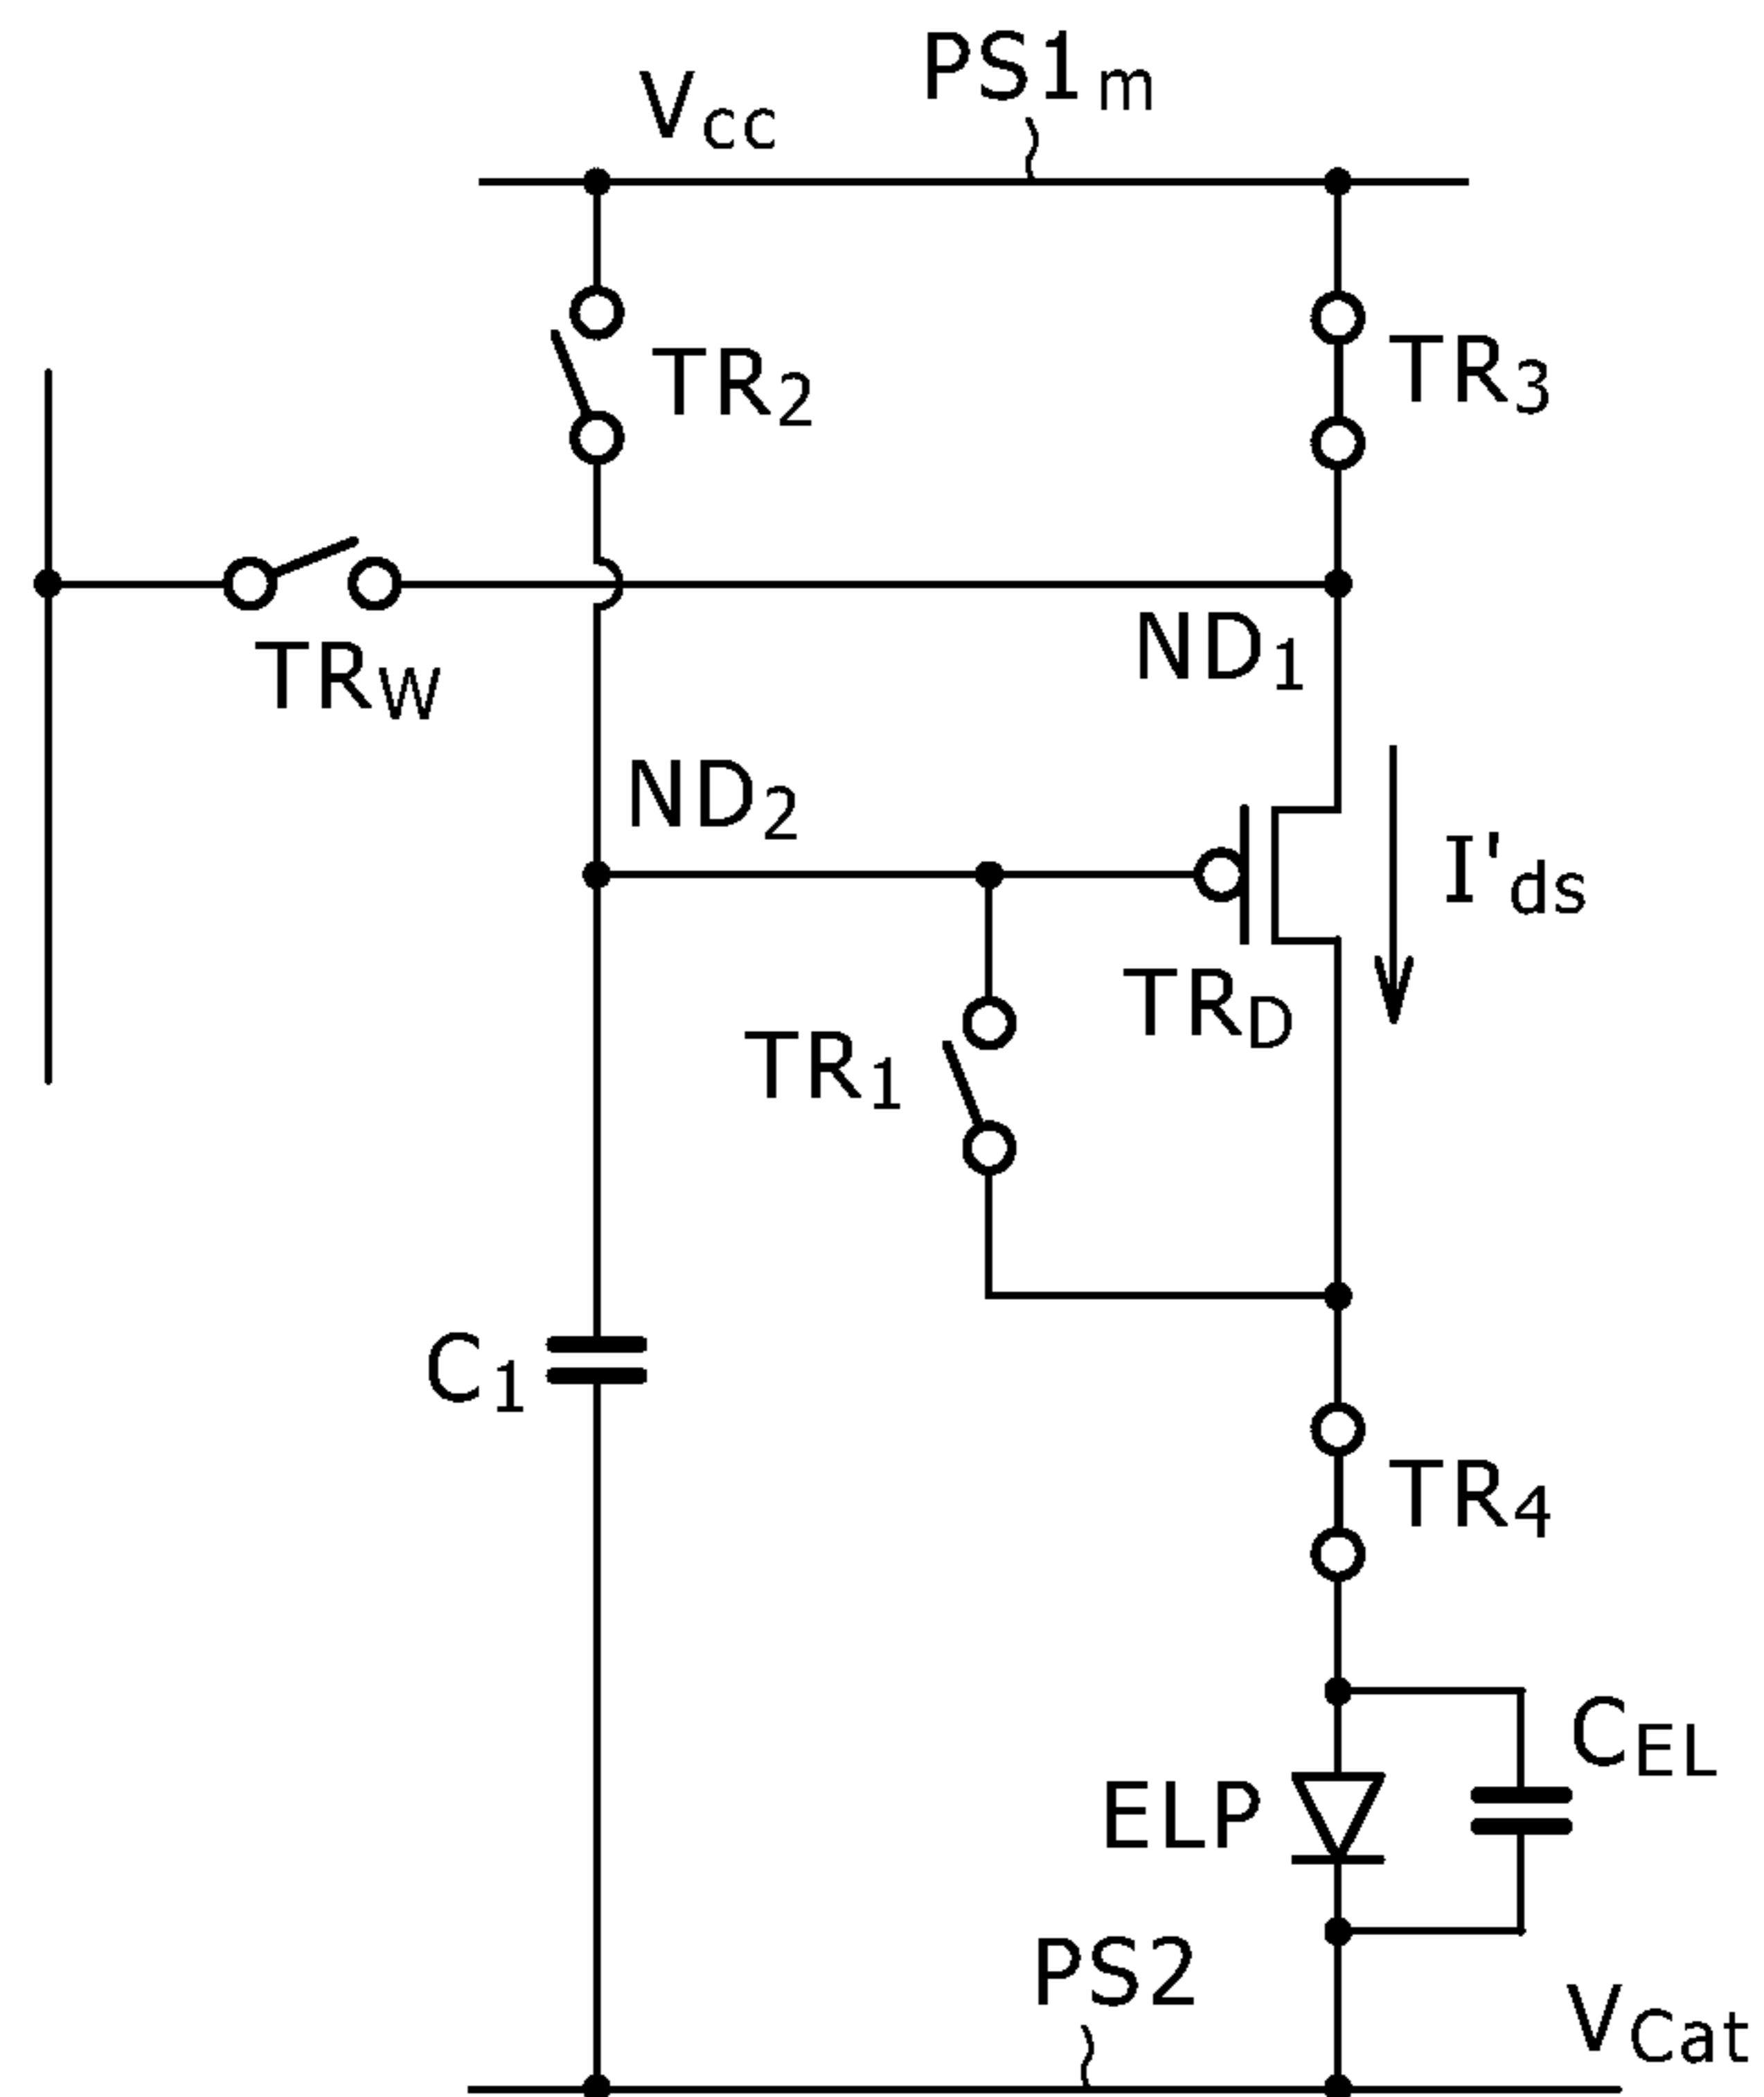 PS1m
Vcc
TR2
TR3
TRW
ND1
ND2
I'ds
TRD
TR1
C1
TR4
CEL
ELP
PS2
VCat